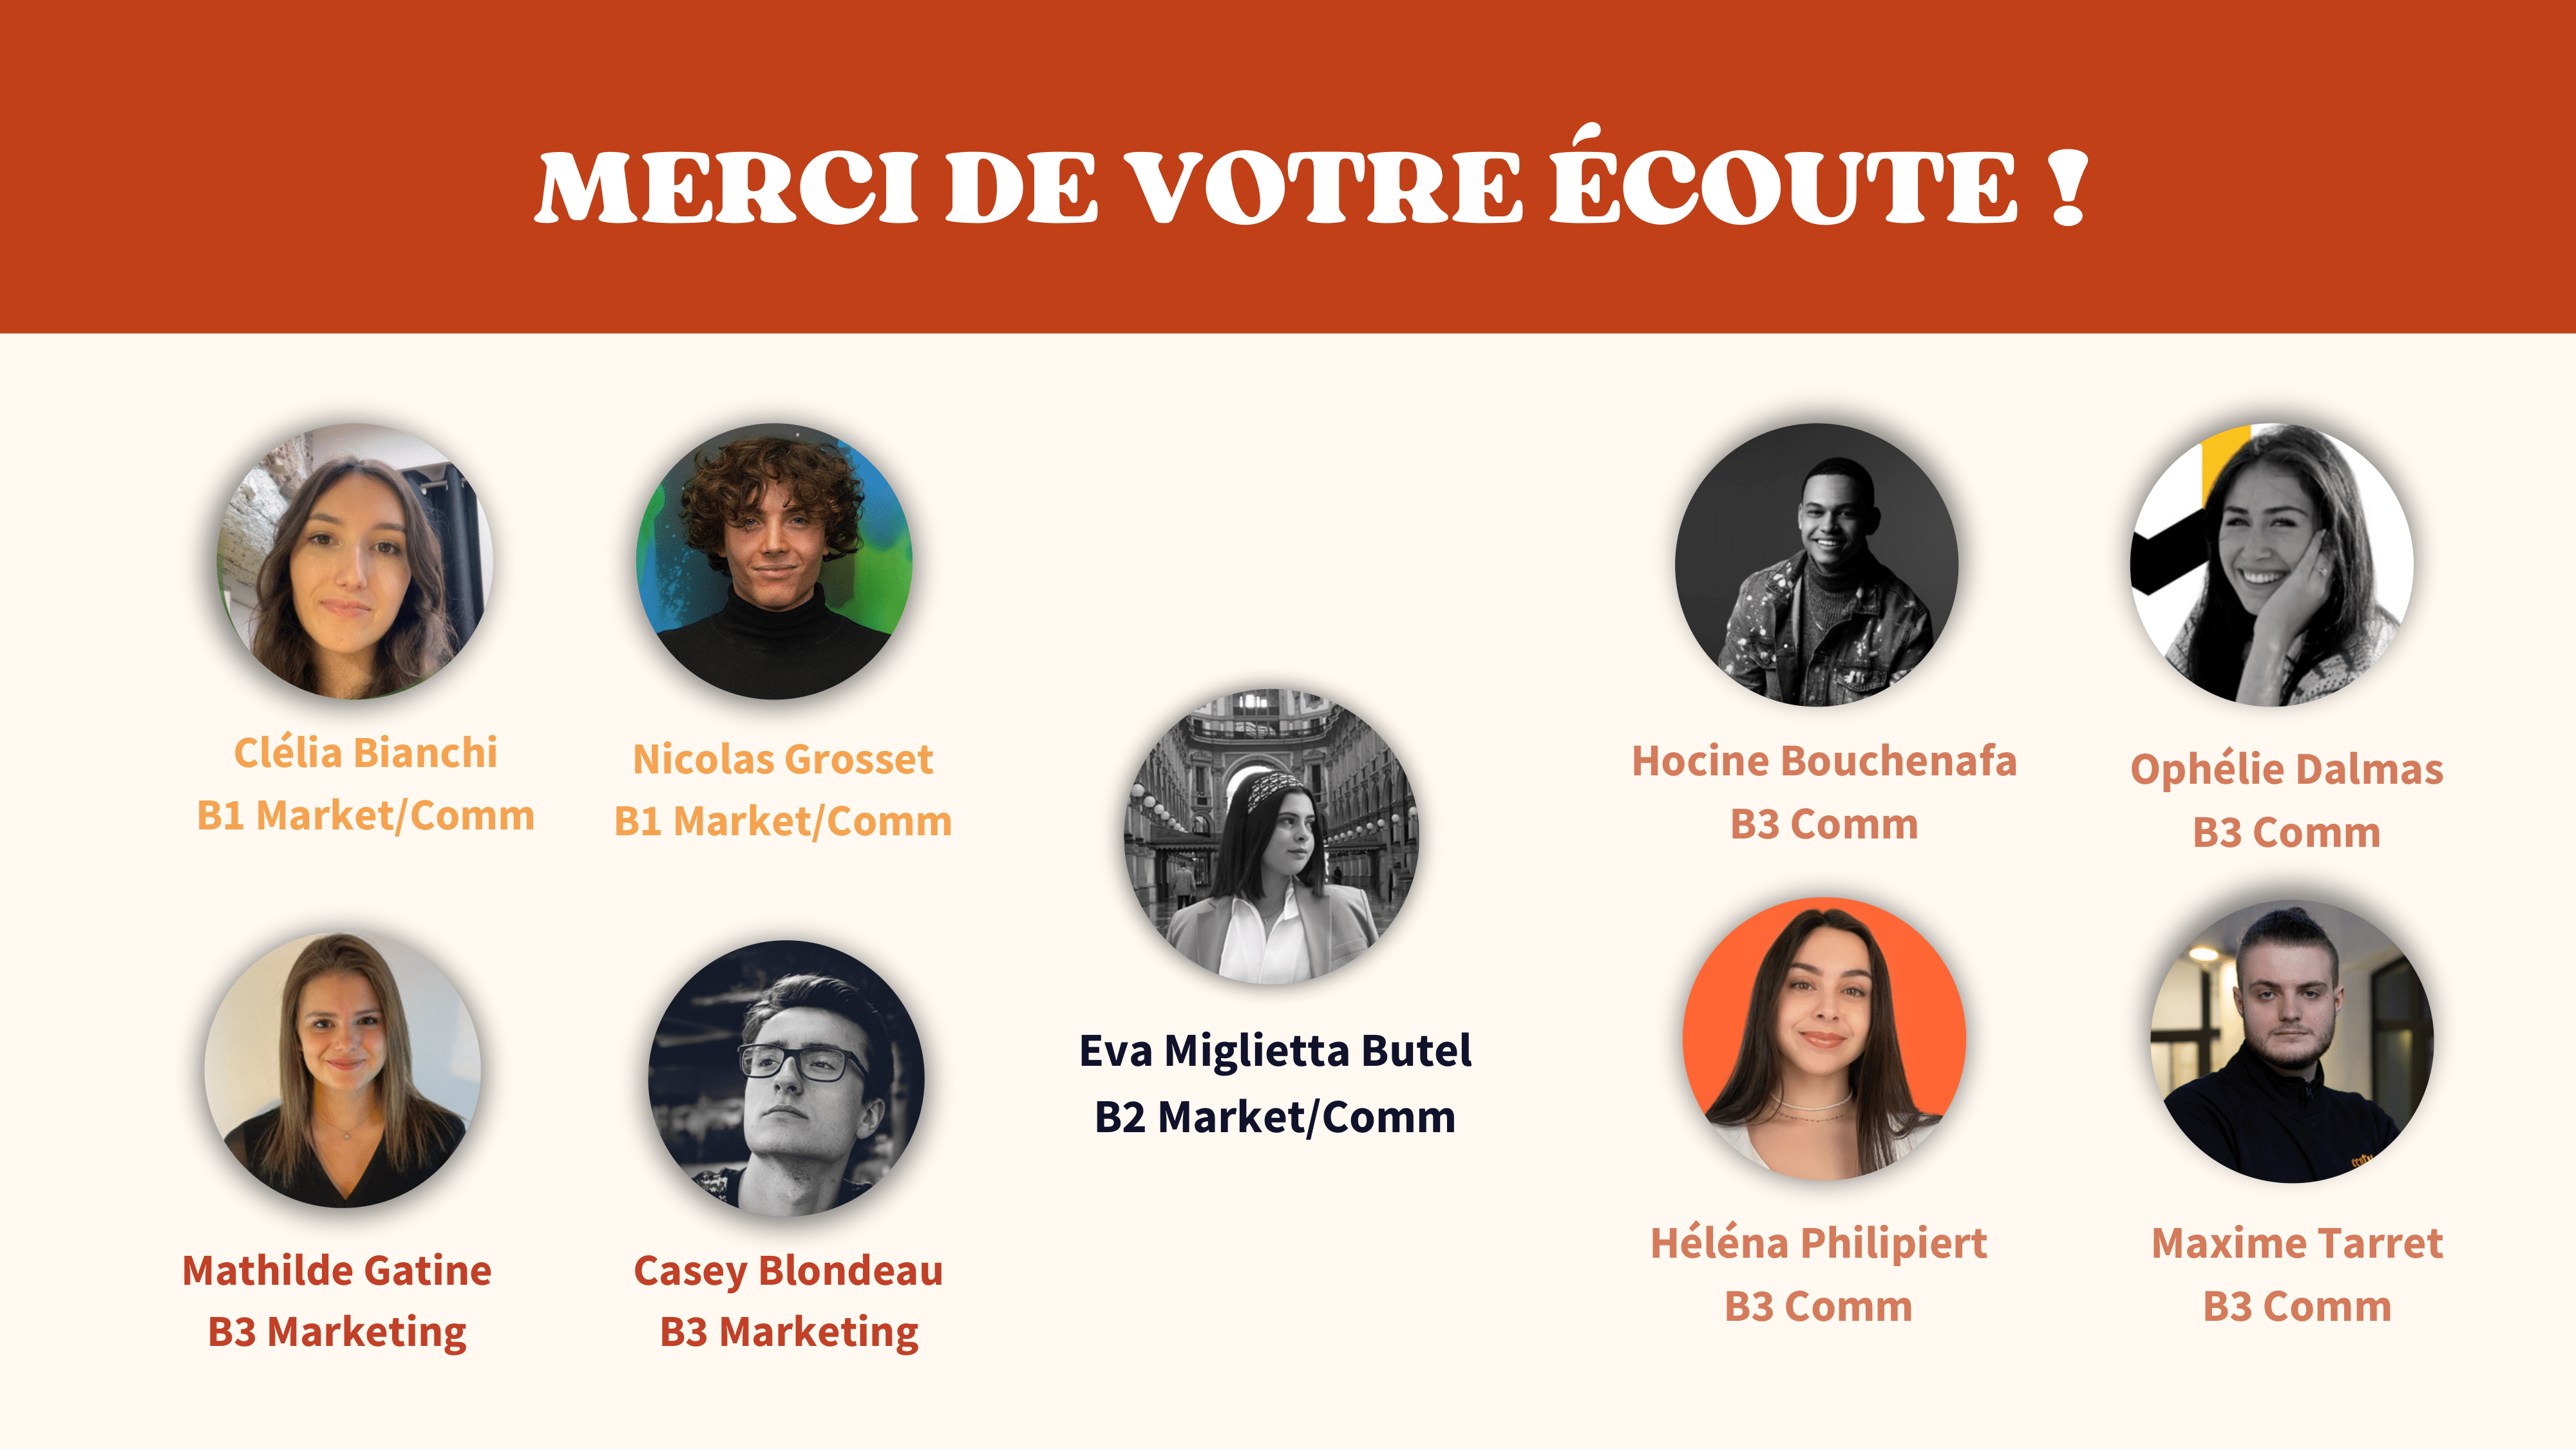 MERCI DE VOTRE ÉCOUTE !
Clélia Bianchi
B1 Market/Comm
Nicolas Grosset
B1 Market/Comm
Hocine Bouchenafa
B3 Comm
Ophélie Dalmas
B3 Comm
Eva Miglietta Butel
B2 Market/Comm
Mathilde Gatine
B3 Marketing
Casey Blondeau
B3 Marketing
Héléna Philipiert
B3 Comm
Maxime Tarret
B3 Comm